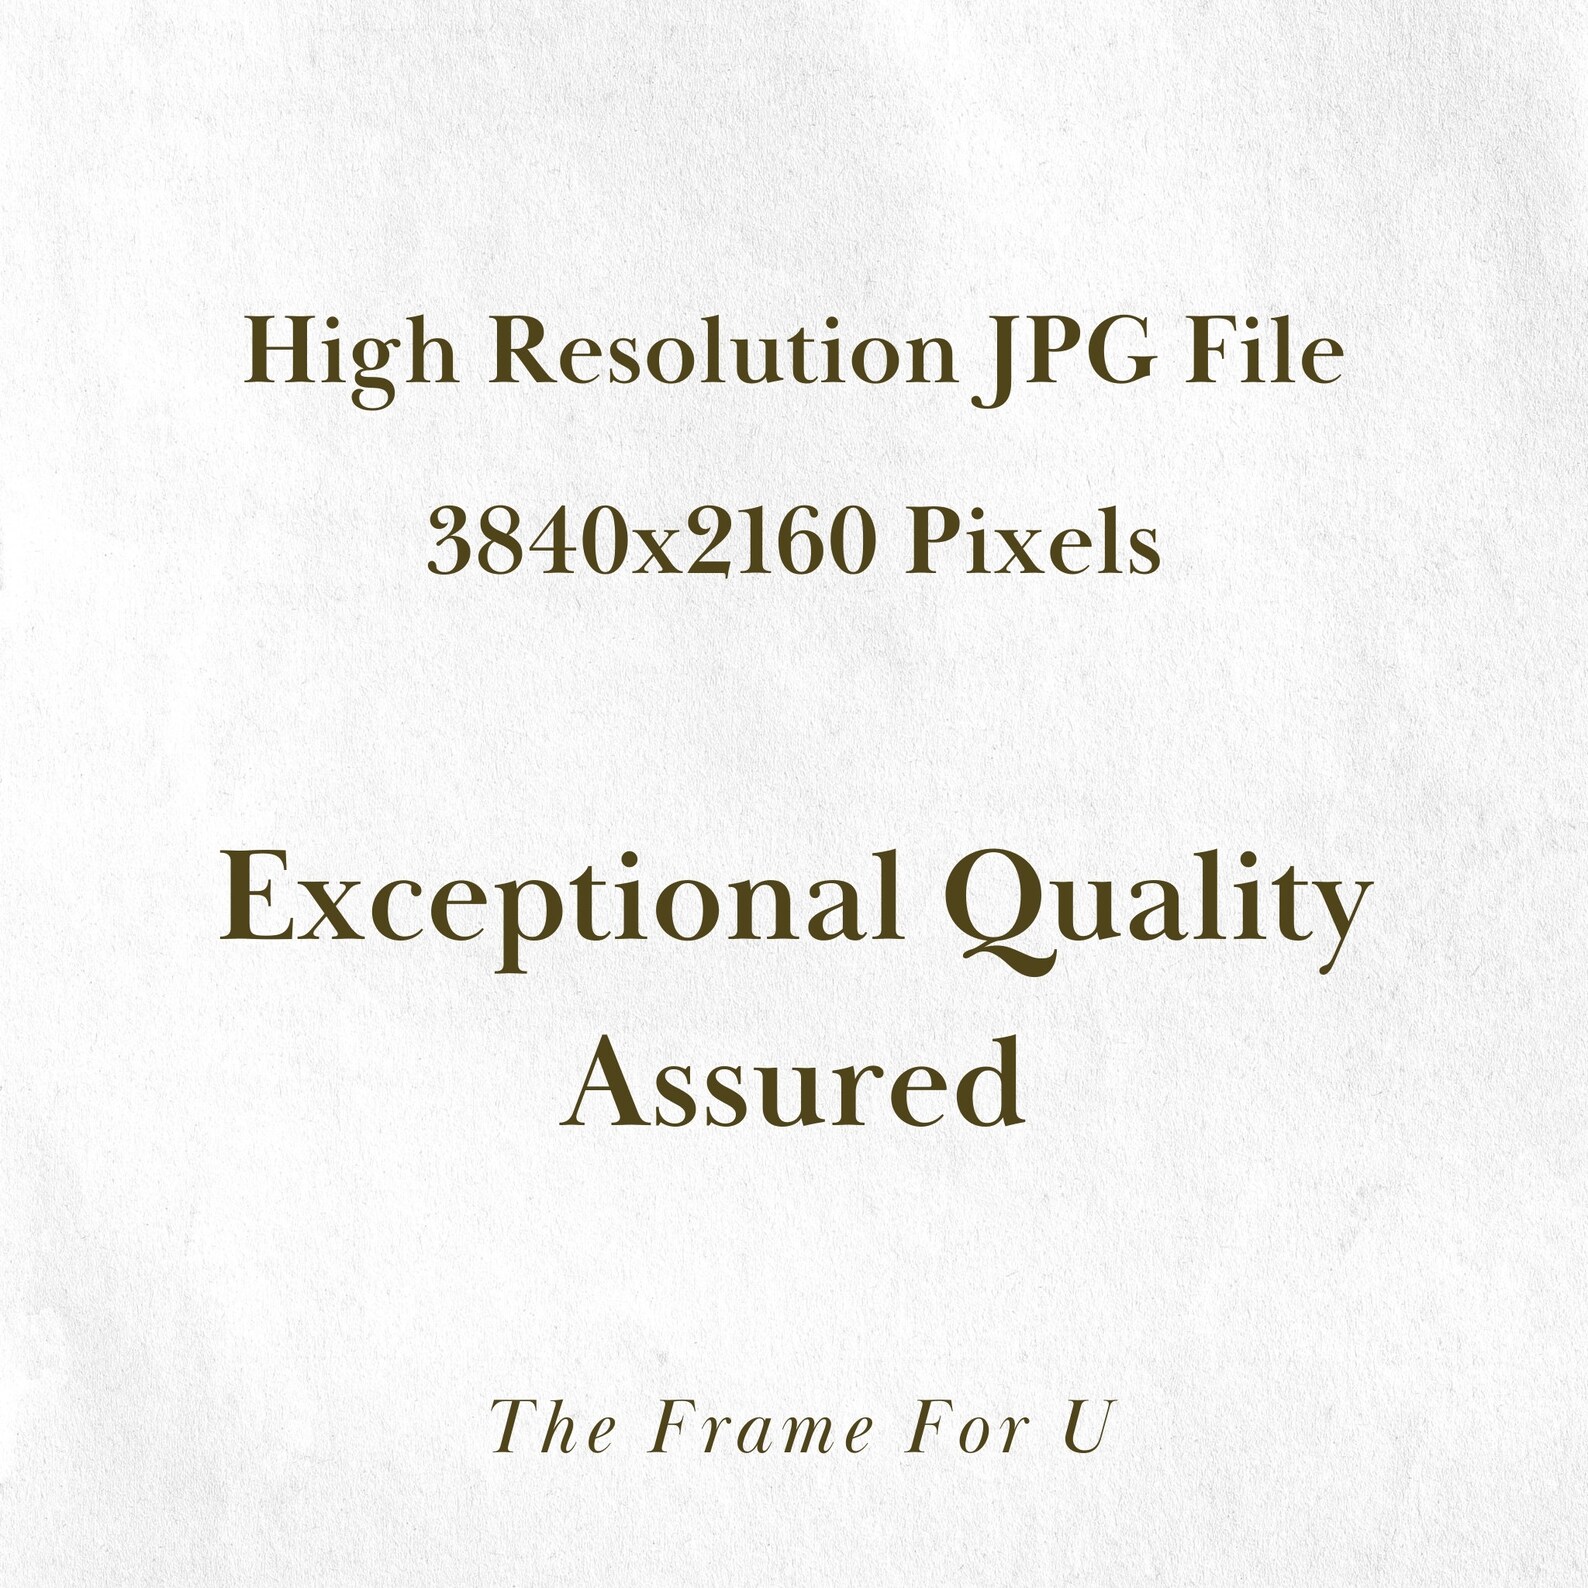 High Resolution JPG File
3840x2160 Pixels
Exceptional Quality
Assured
The Frame For U